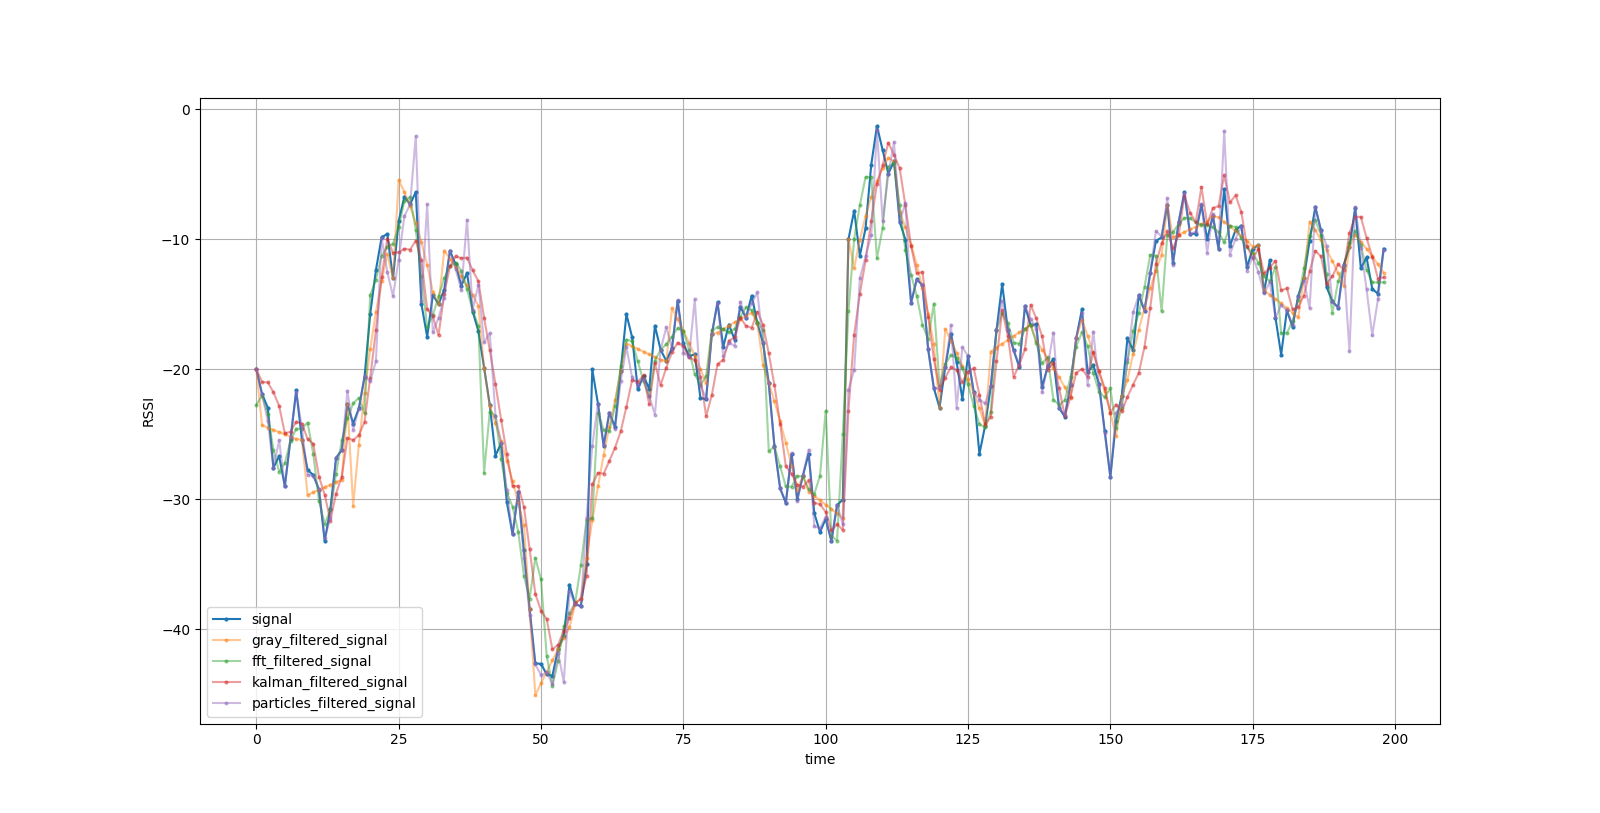 0
−10
−20
−30
−40
RSSI
signal
gray_filtered_signal
fft_filtered_signal
kalman_filtered_signal
particles_filtered_signal
0 25 50 75 100 125 150 175 200
time